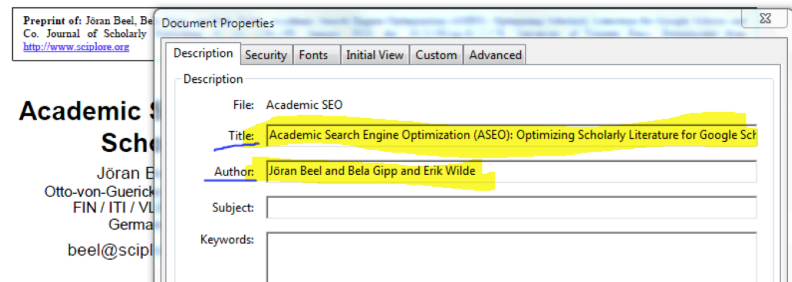 Preprint of: Jöran Beel, Be
Co. Journal of Scholarly
http://www.sciplore.org
Academic S
Scho
Jöran B
Otto-von-Guerick
FIN / ITI / VL
Germa
beel@scipl
Document Properties
Description Security Fonts Initial View Custom Advanced
Description
File: Academic SEO
Title: Academic Search Engine Optimization (ASEO): Optimizing Scholarly Literature for Google Sch
Author: Jöran Beel and Bela Gipp and Erik Wilde
Subject:
Keywords: